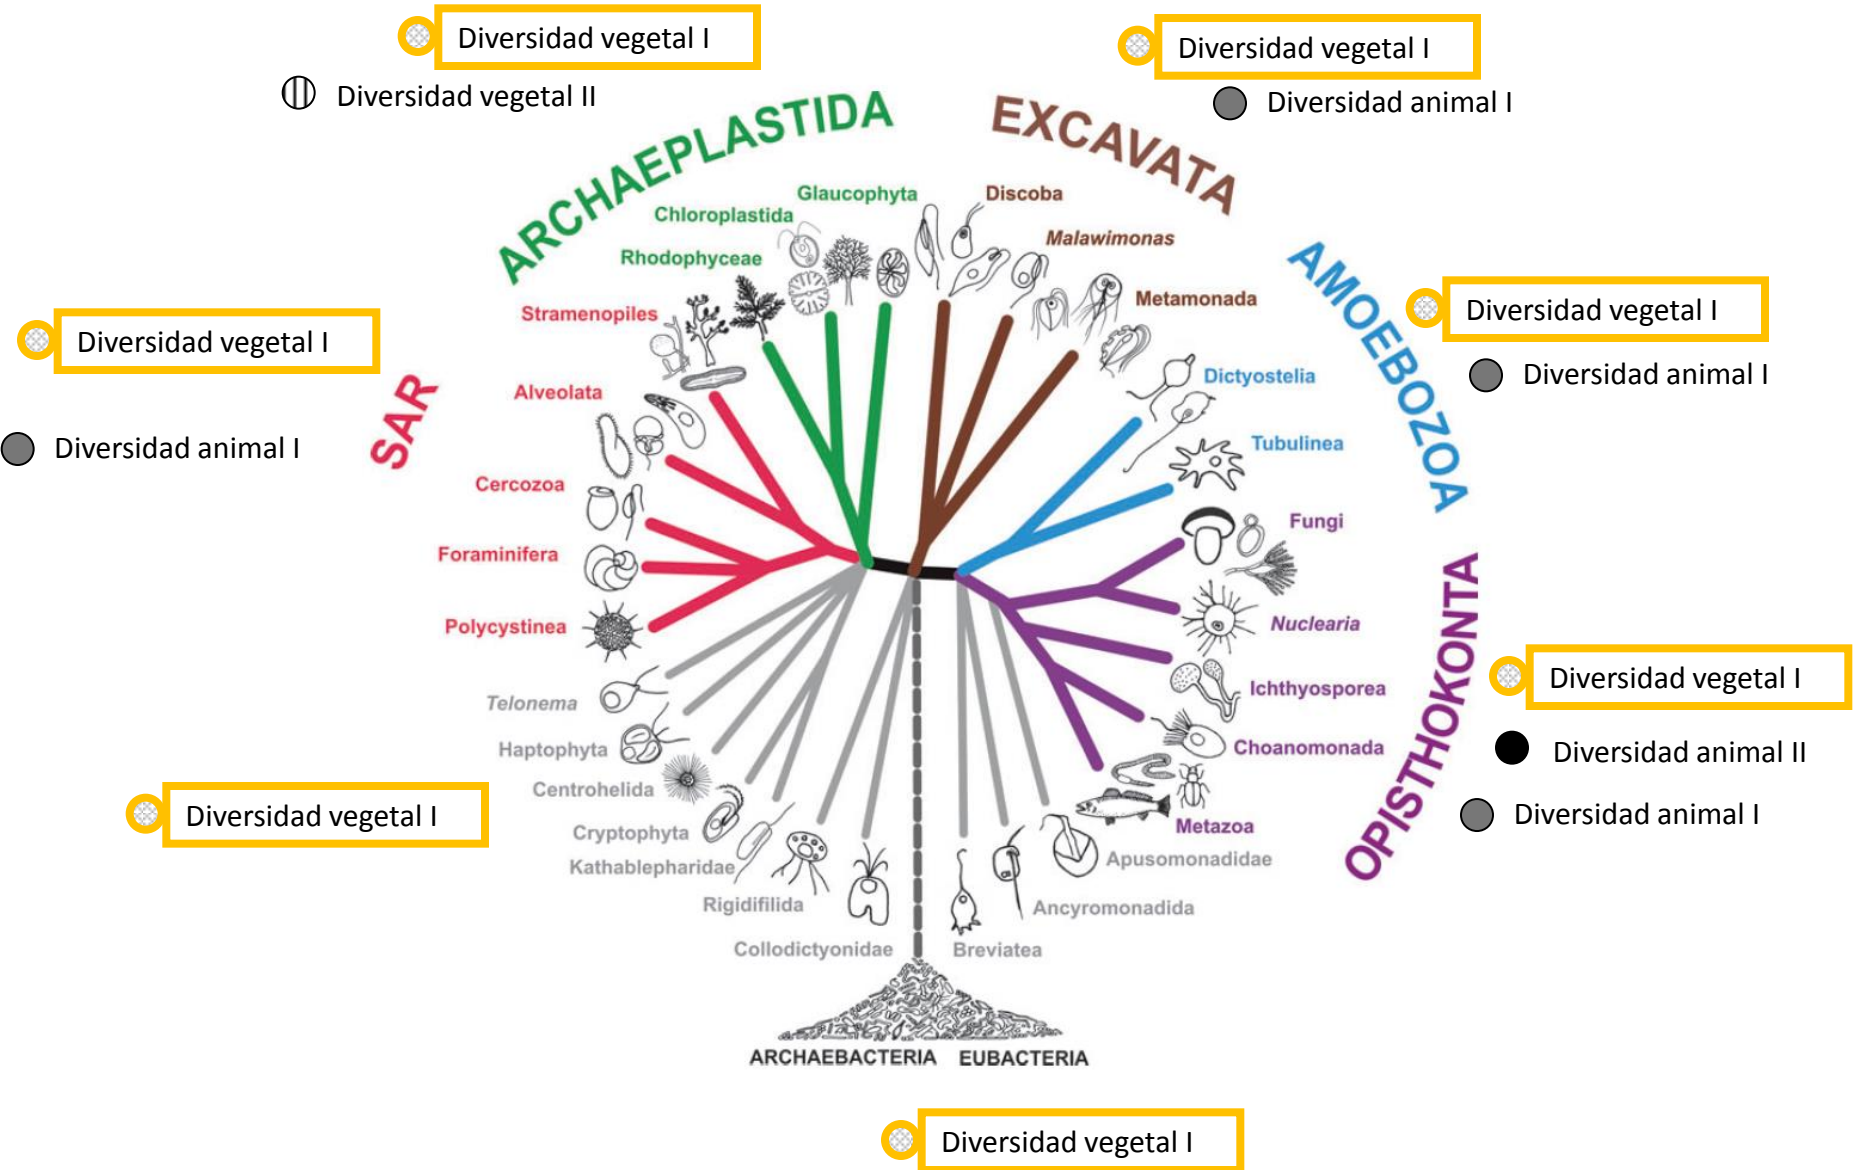 Diversidad vegetal I
Diversidad vegetal II
Diversidad vegetal I
Diversidad animal I
ARCHAEPLASTIDA
EXCAVATA
Glaucophyta
Discoba
Chloroplastida
Malawimonas
Rhodophyceae
Metamonada
AMOEBOZOA
Diversidad vegetal I
Diversidad animal I
Stramenopiles
Diversidad vegetal I
SAR
Diversidad animal I
Alveolata
Dictyostelia
Tubulinea
Cercozoa
Fungi
Foraminifera
Polycystinea
Nuclearia
OPISTHOKONTA
Diversidad vegetal I
Diversidad animal II
Diversidad animal I
Ichthyosporea
Telonema
Haptophyta
Choanomonada
Centrohelida
Diversidad vegetal I
Cryptophyta
Metazoa
Kathablepharidae
Apusomonadidae
Rigidifilida
Ancyromonadida
Collodictyonidae
Breviatea
ARCHAEBACTERIA EUBACTERIA
Diversidad vegetal I